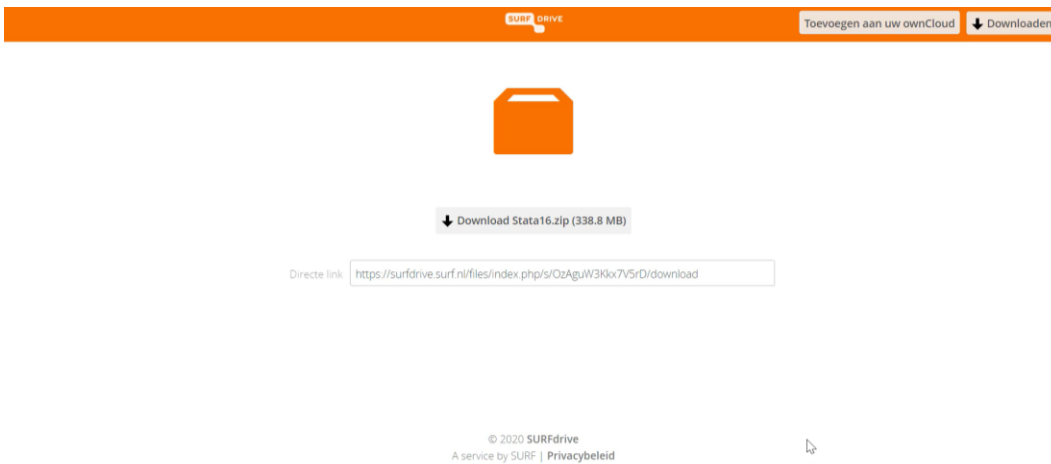 SURF DRIVE
Toevoegen aan uw ownCloud
Downloaden
Download Stata16.zip (338.8 MB)
Directe link https://surfdrive.surf.nl/files/index.php/s/OzAguW3Kkx7V5rD/download
© 2020 SURFdrive
A service by SURF | Privacybeleid